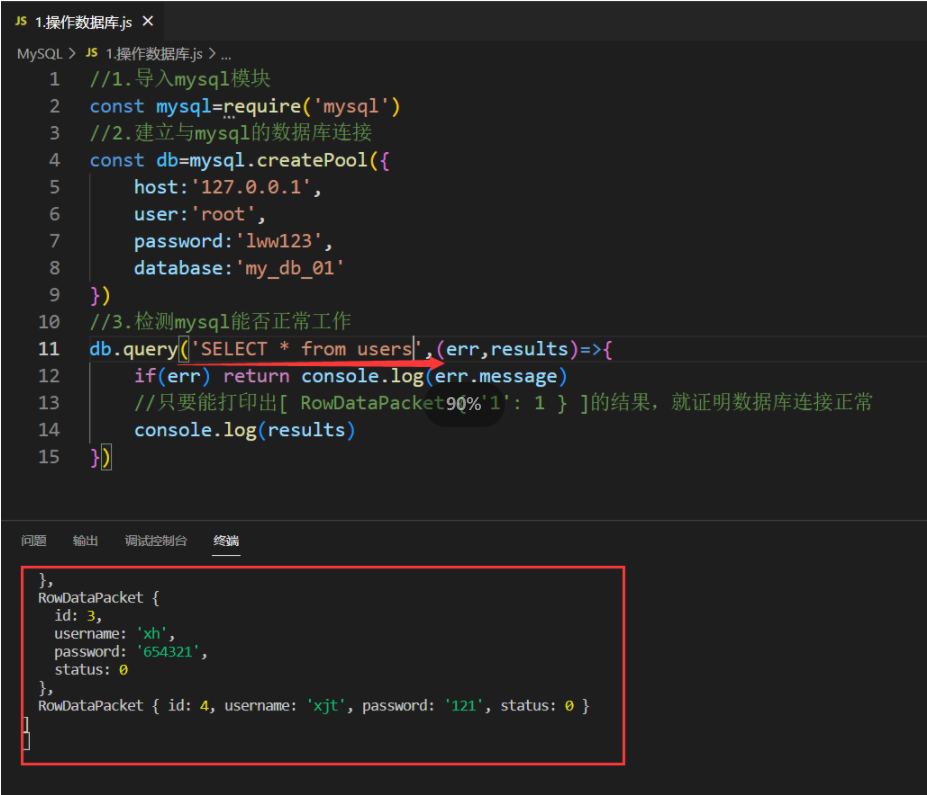 JS 1.操作数据库.js ×
MySQL > JS 1.操作数据库.js > ...
1 //1.导入mysql模块
2 const mysql=require('mysql')
3 //2.建立与mysql的数据库连接
4 const db=mysql.createPool({
5 host:'127.0.0.1',
6 user:'root',
7 password:'lww123',
8 database:'my_db_01'
9 })
10 //3.检测mysql能否正常工作
11 db.query('SELECT * from users',(err,results)=>{
12 if(err) return console.log(err.message)
13 //只要能打印出[ RowDataPacket '1': 1 } ]的结果，就证明数据库连接正常
90%
14 console.log(results)
15 })
问题 输出 调试控制台 终端
},
RowDataPacket {
id: 3,
username: 'xh',
password: '654321',
status: 0
},
RowDataPacket { id: 4, username: 'xjt', password: '121', status: 0 }
]